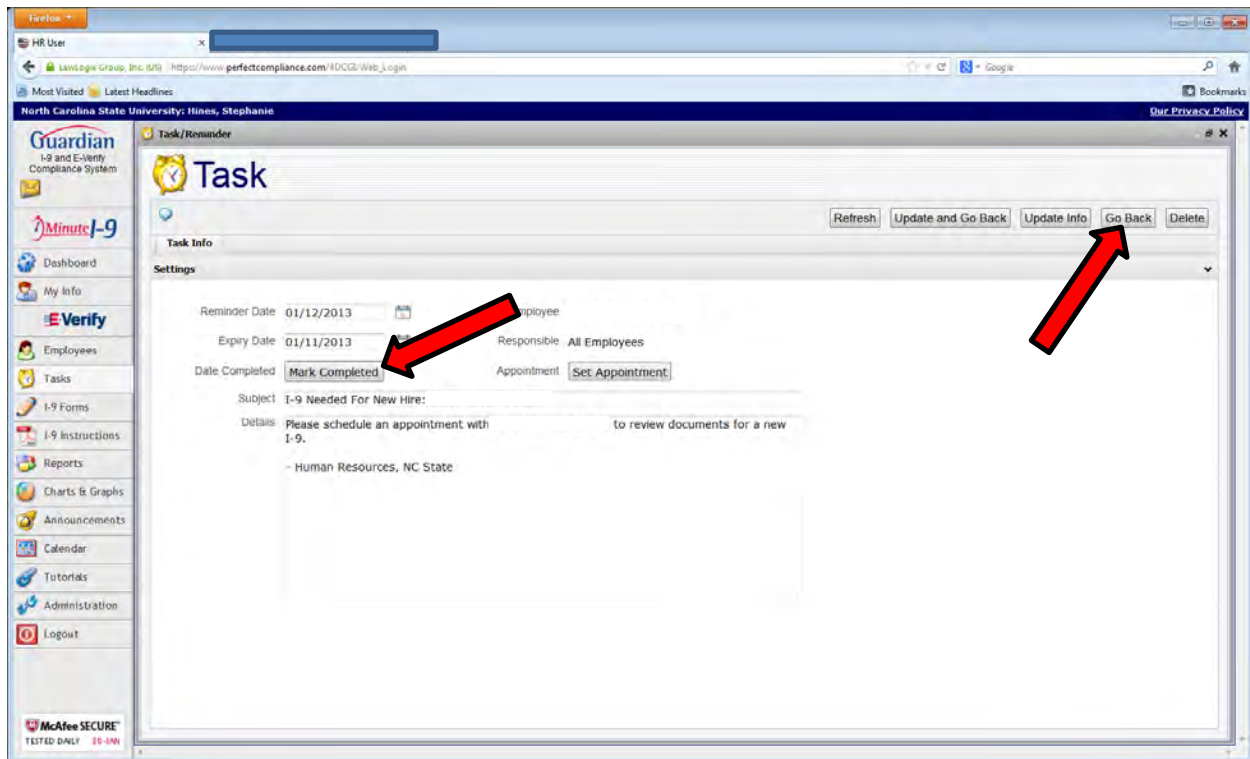 Firefox
HR User
LawLogix Group, Inc. (US) https://www.perfectcompliance.com/4DCGI/Web_Login
Google
Most Visited Latest Headlines
Bookmarks
North Carolina State University: Hines, Stephanie
Our Privacy Policy
Guardian
I-9 and E-Verify
Compliance System
Minute I-9
Dashboard
My Info
E-Verify
Employees
Tasks
I-9 Forms
I-9 Instructions
Reports
Charts & Graphs
Announcements
Calendar
Tutorials
Administration
Logout
McAfee SECURE
TESTED DAILY 30-JAN
Task/Reminder
Task
Refresh Update and Go Back Update Info Go Back Delete
Task Info
Settings
Reminder Date 01/12/2013
Expiry Date 01/11/2013 Responsible All Employees
Date Completed Mark Completed Appointment Set Appointment
Subject I-9 Needed For New Hire:
Details Please schedule an appointment with to review documents for a new
I-9.
- Human Resources, NC State